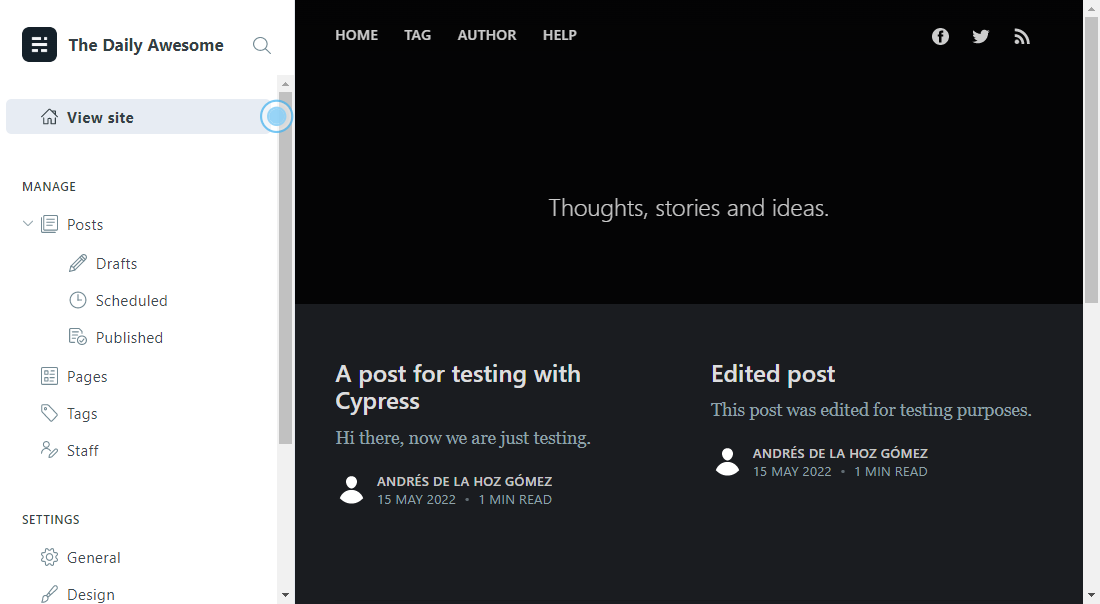 The Daily Awesome
View site
MANAGE
Posts
Drafts
Scheduled
Published
Pages
Tags
Staff
SETTINGS
General
Design
HOME TAG AUTHOR HELP
Thoughts, stories and ideas.
A post for testing with
Cypress
Hi there, now we are just testing.
ANDRÉS DE LA HOZ GÓMEZ
15 MAY 2022 • 1 MIN READ
Edited post
This post was edited for testing purposes.
ANDRÉS DE LA HOZ GÓMEZ
15 MAY 2022 • 1 MIN READ